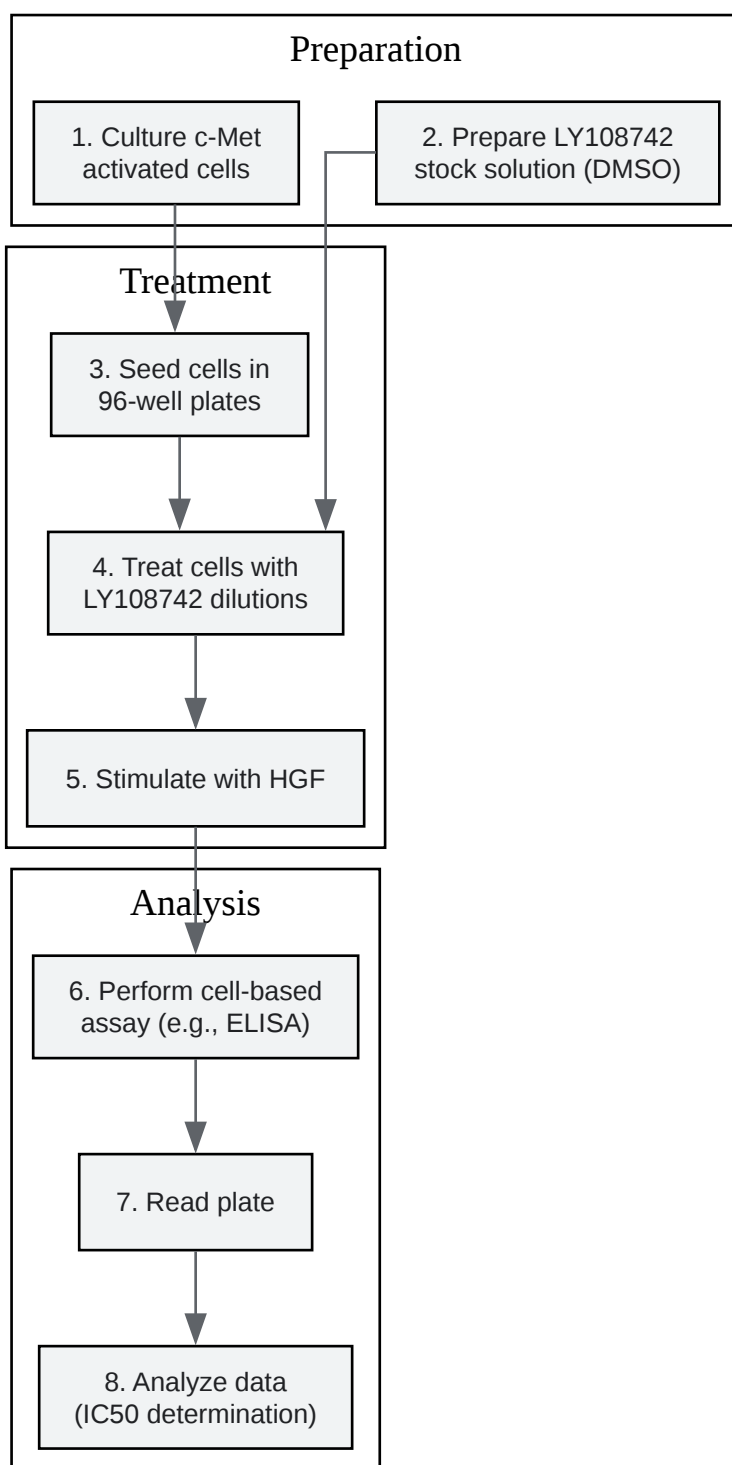 Preparation
1. Culture c-Met
activated cells
2. Prepare LY108742
stock solution (DMSO)
Treatment
3. Seed cells in
96-well plates
4. Treat cells with
LY108742 dilutions
5. Stimulate with HGF
Analysis
6. Perform cell-based
assay (e.g., ELISA)
7. Read plate
8. Analyze data
(IC50 determination)